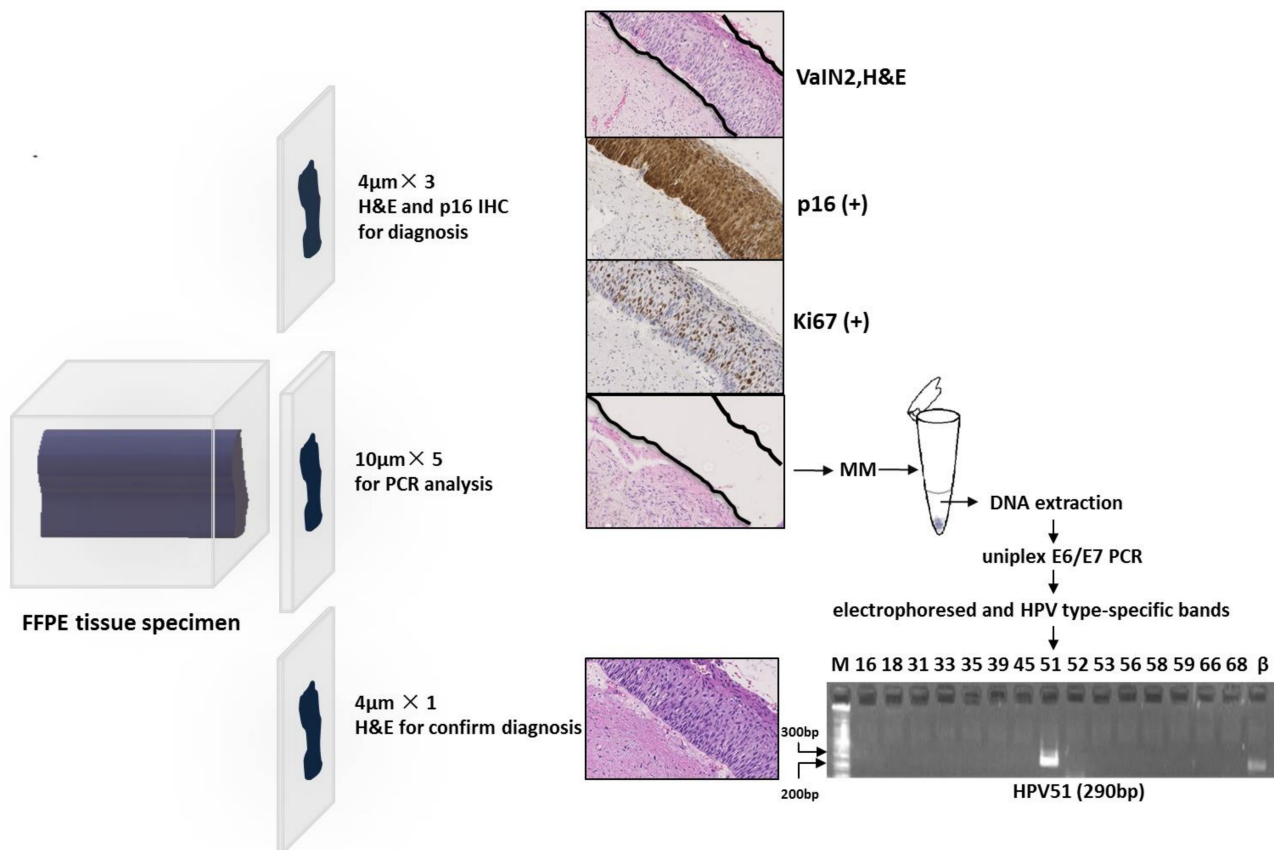 VaIN2,H&E
4μm × 3
H&E and p16 IHC
for diagnosis
p16 (+)
Ki67 (+)
10μm × 5
for PCR analysis
MM
DNA extraction
uniplex E6/E7 PCR
electrophoresed and HPV type-specific bands
FFPE tissue specimen
4μm × 1
H&E for confirm diagnosis
M 16 18 31 33 35 39 45 51 52 53 56 58 59 66 68 β
300bp
200bp
HPV51 (290bp)